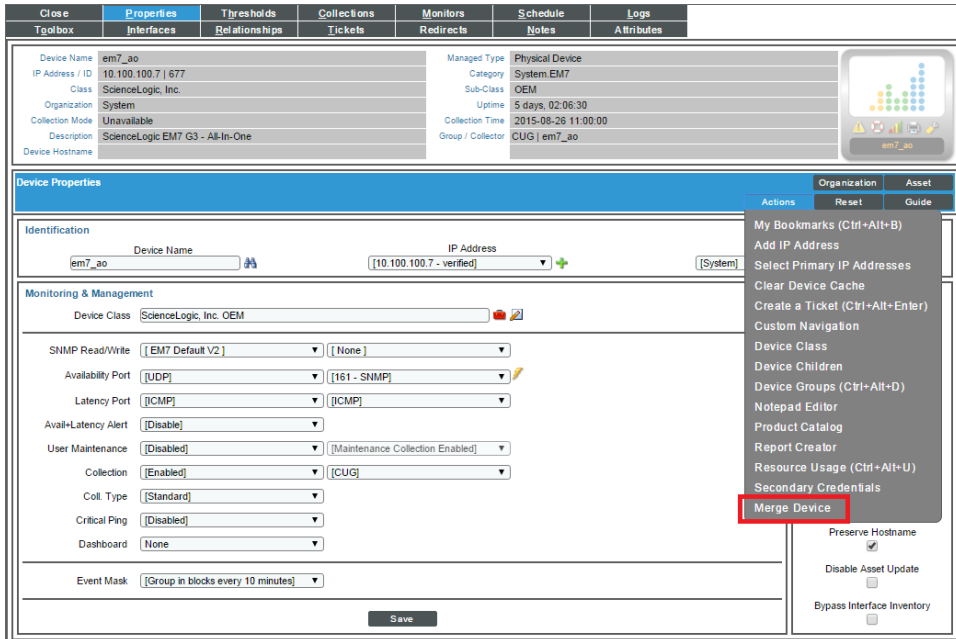 Close Properties Thresholds Collections Monitors Schedule Logs
Toolbox Interfaces Relationships Tickets Redirects Notes Attributes
Device Name em7_ao Managed Type Physical Device
IP Address / ID 10.100.100.7 | 677 Category System.EM7
Class ScienceLogic, Inc. Sub-Class OEM
Organization System Uptime 5 days, 02:06:30
Collection Mode Unavailable Collection Time 2015-08-26 11:00:00
Description ScienceLogic EM7 G3 - All-In-One Group / Collector CUG | em7_ao
Device Hostname
em7_ao
Device Properties Organization Asset
Actions Reset Guide
My Bookmarks (Ctrl+Alt+B)
Add IP Address
Select Primary IP Addresses
Clear Device Cache
Create a Ticket (Ctrl+Alt+Enter)
Custom Navigation
Device Class
Device Children
Device Groups (Ctrl+Alt+D)
Notepad Editor
Product Catalog
Report Creator
Resource Usage (Ctrl+Alt+U)
Secondary Credentials
Merge Device
Identification
Device Name IP Address
em7_ao [10.100.100.7 - verified] [System]
Monitoring & Management
Device Class ScienceLogic, Inc. OEM
SNMP Read/Write [ EM7 Default V2 ] [ None ]
Availability Port [UDP] [161 - SNMP]
Latency Port [ICMP] [ICMP]
Avail+Latency Alert [Disable]
User Maintenance [Disabled] [Maintenance Collection Enabled]
Collection [Enabled] [CUG]
Coll. Type [Standard]
Critical Ping [Disabled]
Dashboard None
Event Mask [Group in blocks every 10 minutes]
Save
Preserve Hostname
Disable Asset Update
Bypass Interface Inventory